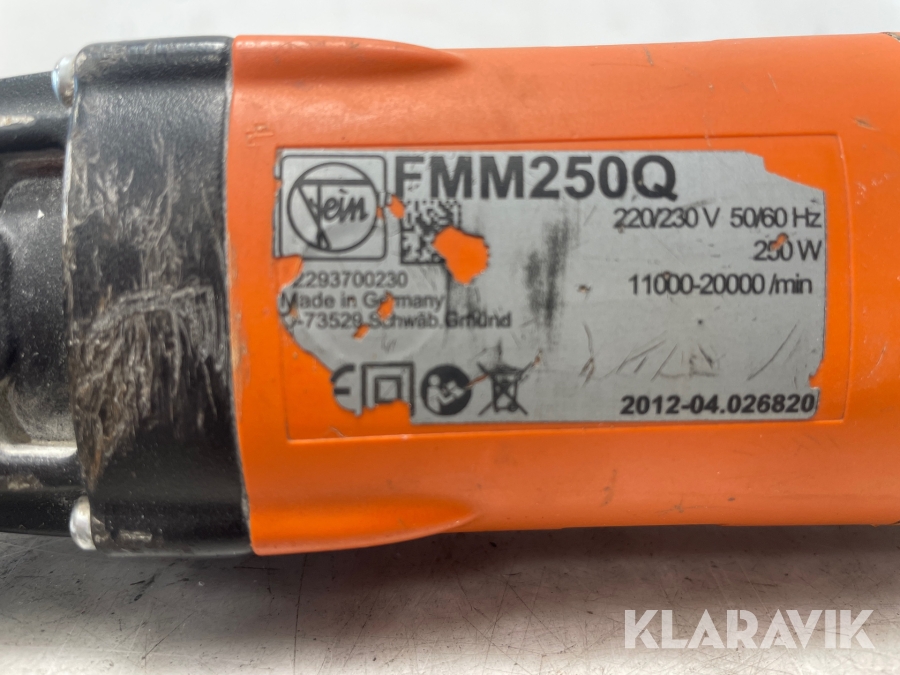 Fein
FMM250Q
220/230 V 50/60 Hz
250 W
11000-20000 /min
2293700230
Made in Germany
-73529 Schwäb.Gmünd
CE
2012-04.026820
KLARAVIK